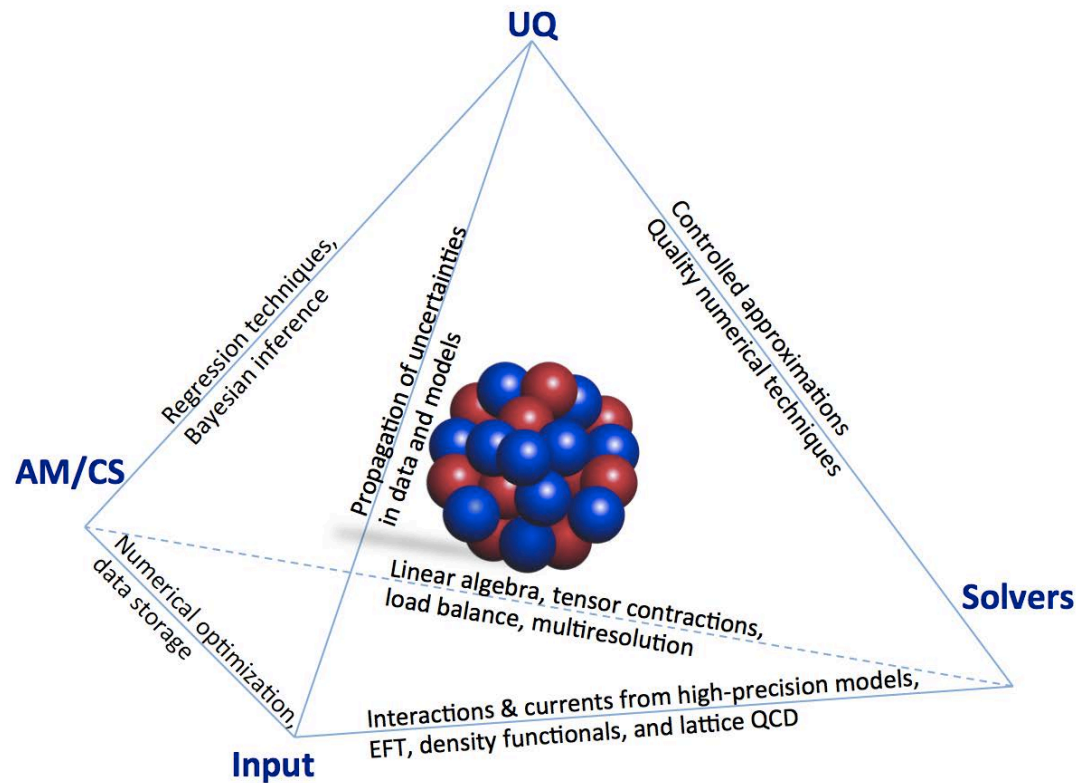 UQ
Regression techniques,
Bayesian inference
Propagation of uncertainties
in data and models
Controlled approximations
Quality numerical techniques
AM/CS
Numerical optimization,
data storage
Linear algebra, tensor contractions,
load balance, multiresolution
Solvers
Interactions & currents from high-precision models,
EFT, density functionals, and lattice QCD
Input